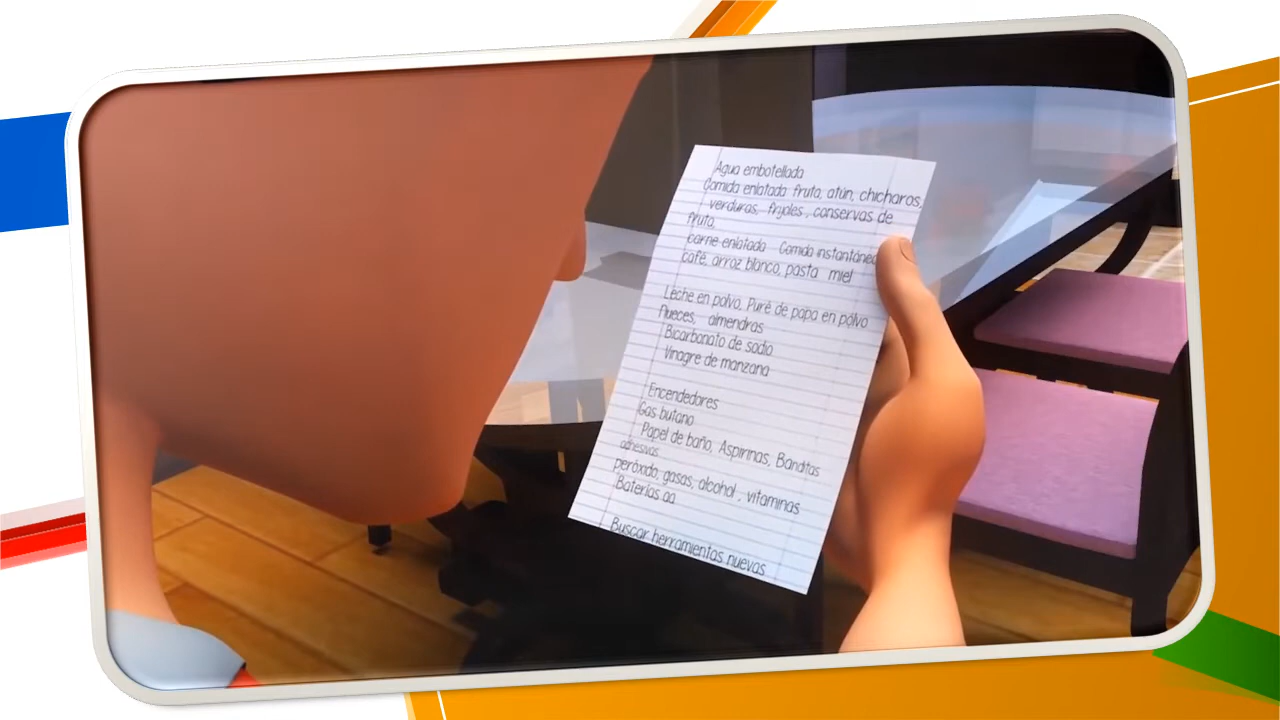 Agua embotellada
Comida enlatada fruta, atún, chicharos,
verduras, frijoles, conservas de
fruta,
carne enlatada Comida instantánea
café, arroz blanco, pasta miel
Leche en polvo, Puré de papa en polvo
Nueces, almendras
Bicarbonato de sodio
Vinagre de manzana
Encendedores
Gas butano
Papel de baño, Aspirinas, Banditas
adhesivas
peróxido, gasas, alcohol, vitaminas
Baterías aa
Buscar herramientas nuevas